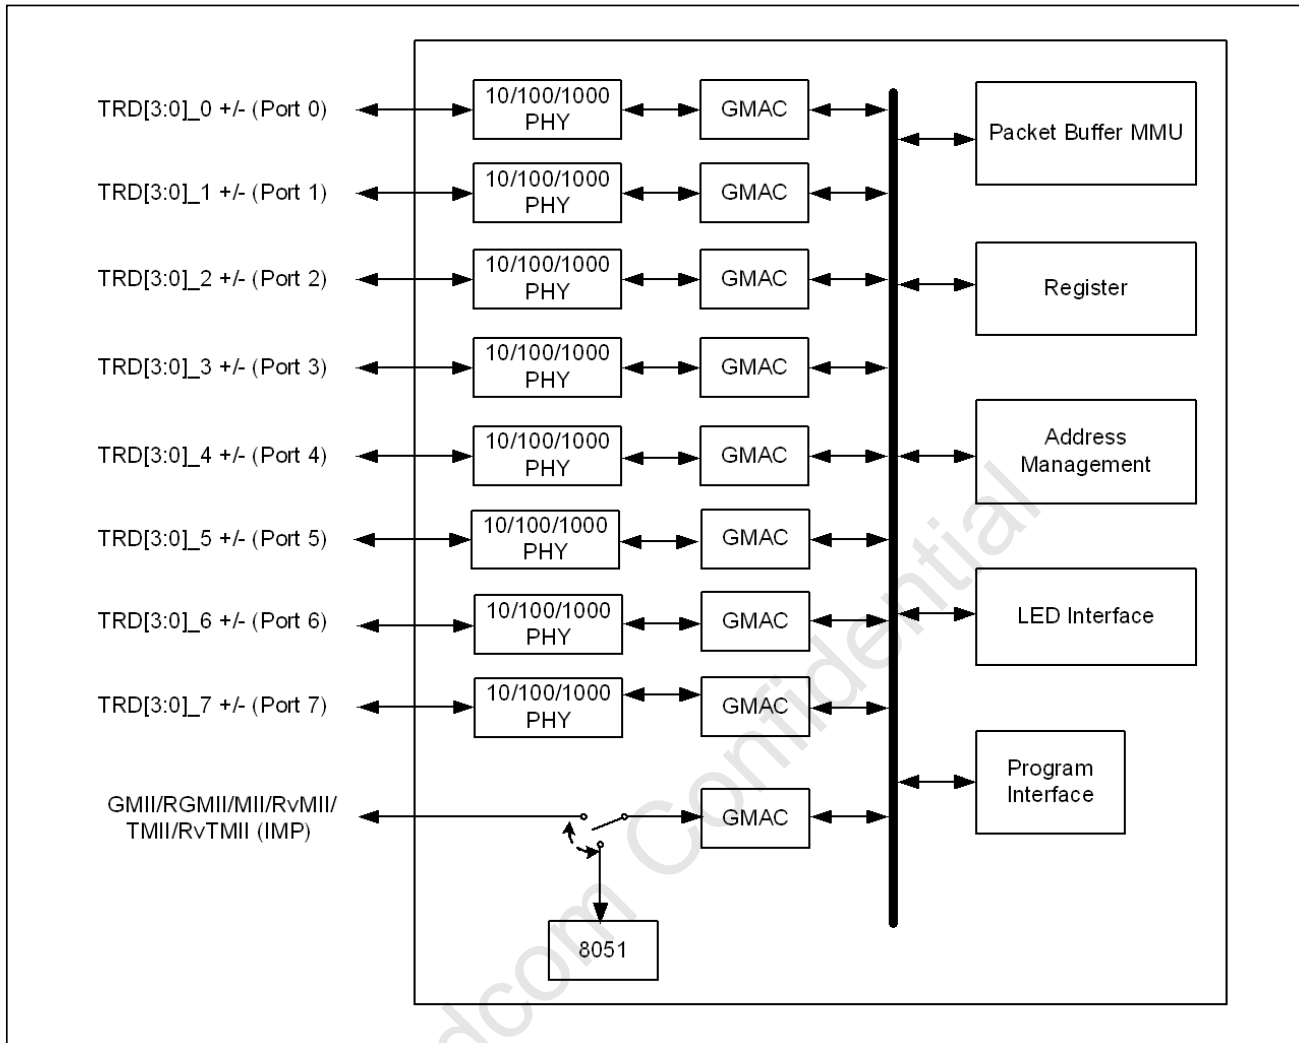 TRD[3:0]_0 +/- (Port 0)
10/100/1000
PHY
GMAC
Packet Buffer MMU
TRD[3:0]_1 +/- (Port 1)
10/100/1000
PHY
GMAC
TRD[3:0]_2 +/- (Port 2)
10/100/1000
PHY
GMAC
Register
TRD[3:0]_3 +/- (Port 3)
10/100/1000
PHY
GMAC
TRD[3:0]_4 +/- (Port 4)
10/100/1000
PHY
GMAC
Address
Management
TRD[3:0]_5 +/- (Port 5)
10/100/1000
PHY
GMAC
TRD[3:0]_6 +/- (Port 6)
10/100/1000
PHY
GMAC
LED Interface
TRD[3:0]_7 +/- (Port 7)
10/100/1000
PHY
GMAC
Program
Interface
GMII/RGMII/MII/RvMII/
TMII/RvTMII (IMP)
GMAC
8051
dcom Confidential